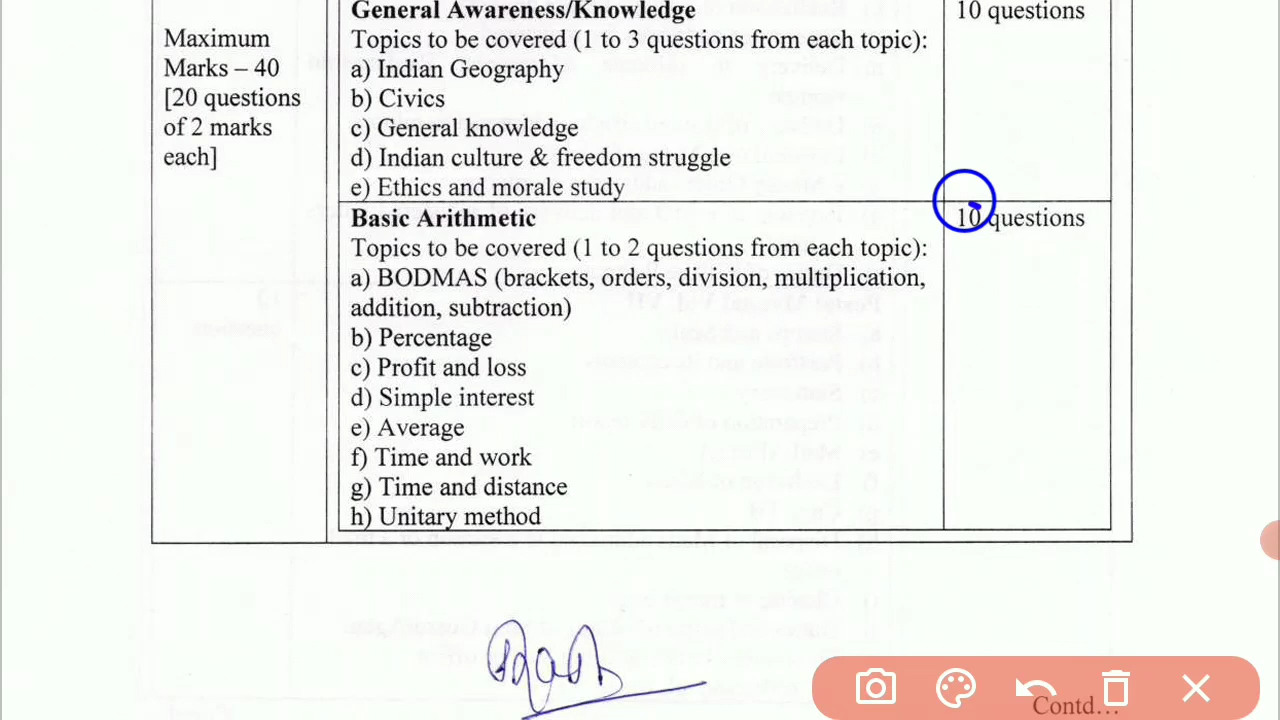 General Awareness/Knowledge
10 questions
Maximum
Marks – 40
[20 questions
of 2 marks
each]
Topics to be covered (1 to 3 questions from each topic):
a) Indian Geography
b) Civics
c) General knowledge
d) Indian culture & freedom struggle
e) Ethics and morale study
Basic Arithmetic
10 questions
Topics to be covered (1 to 2 questions from each topic):
a) BODMAS (brackets, orders, division, multiplication,
addition, subtraction)
b) Percentage
c) Profit and loss
d) Simple interest
e) Average
f) Time and work
g) Time and distance
h) Unitary method
Contd...